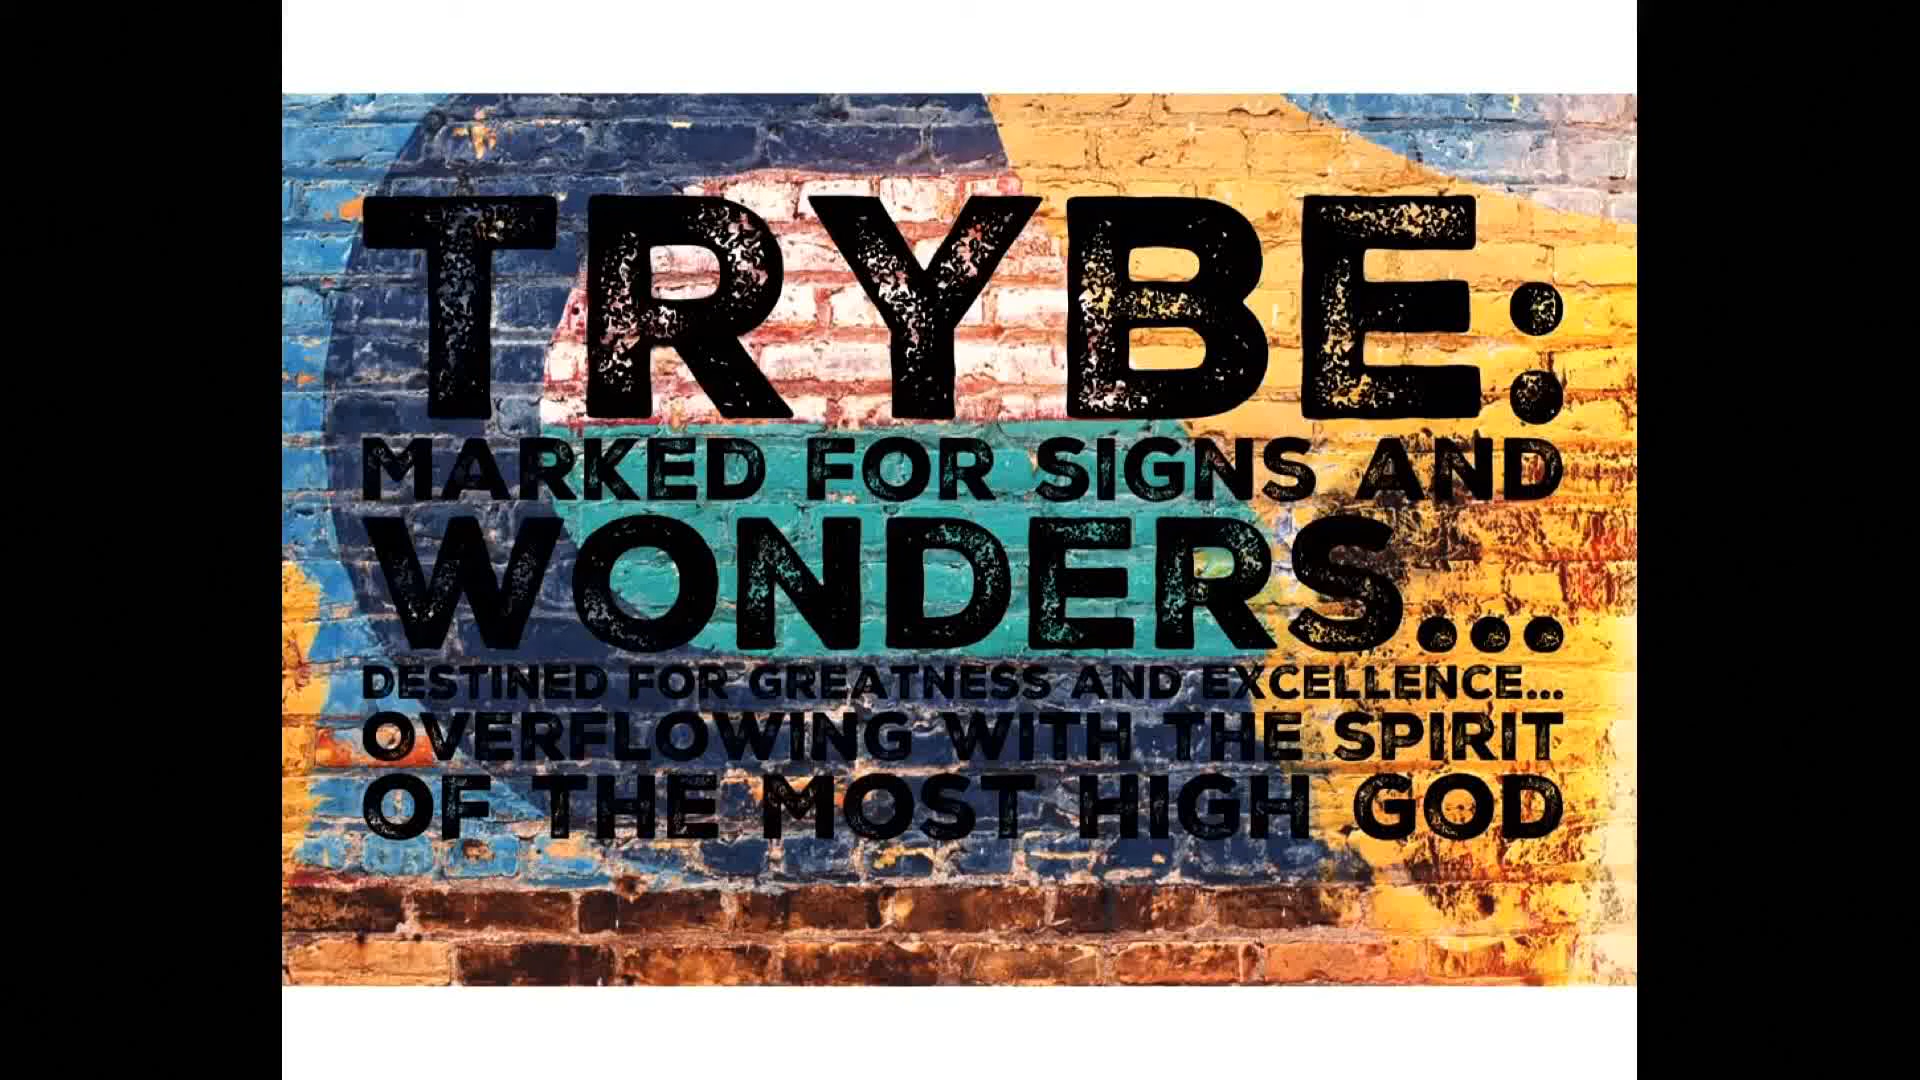 TRYBE:
MARKED FOR SIGNS AND
WONDERS...
DESTINED FOR GREATNESS AND EXCELLENCE...
OVERFLOWING WITH THE SPIRIT
OF THE MOST HIGH GOD